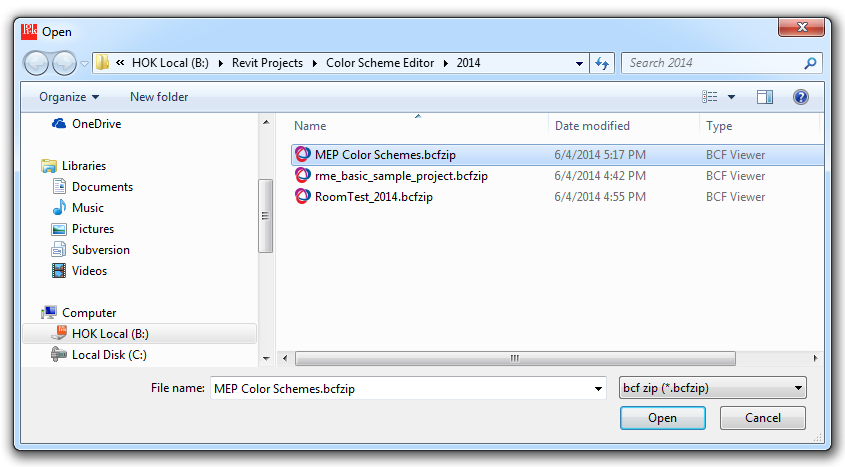 Open
« HOK Local (B:) Revit Projects Color Scheme Editor 2014 Search 2014
Organize New folder
OneDrive
Libraries
Documents
Music
Pictures
Subversion
Videos
Computer
HOK Local (B:)
Local Disk (C:)
Name Date modified Type
MEP Color Schemes.bcfzip 6/4/2014 5:17 PM BCF Viewer
rme_basic_sample_project.bcfzip 6/4/2014 4:42 PM BCF Viewer
RoomTest_2014.bcfzip 6/4/2014 4:55 PM BCF Viewer
File name: MEP Color Schemes.bcfzip bcf zip (*.bcfzip)
Open Cancel